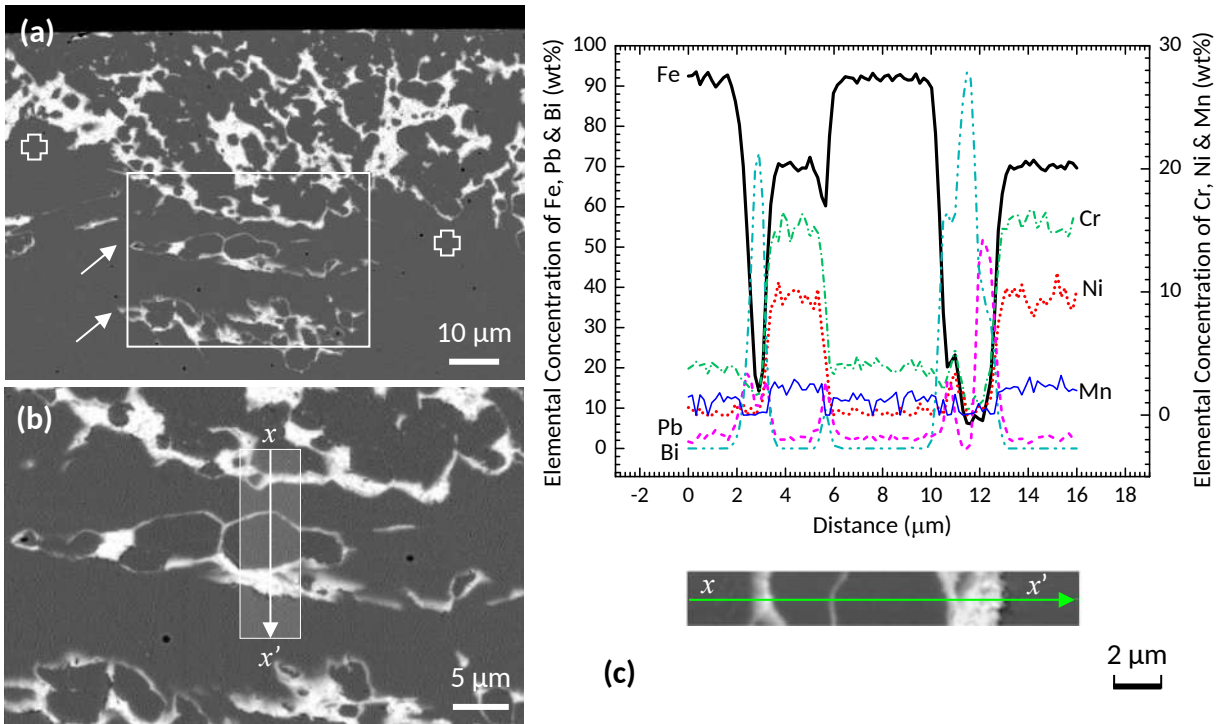 (a)
10 µm
(b)
x
x’
5 µm
Elemental Concentration of Fe, Pb & Bi (wt%)
100
90
80
70
60
50
40
30
20
10
0
Fe
Cr
Ni
Mn
Pb
Bi
30
20
10
0
Elemental Concentration of Cr, Ni & Mn (wt%)
-2 0 2 4 6 8 10 12 14 16 18
Distance (µm)
x x’
(c)
2 µm